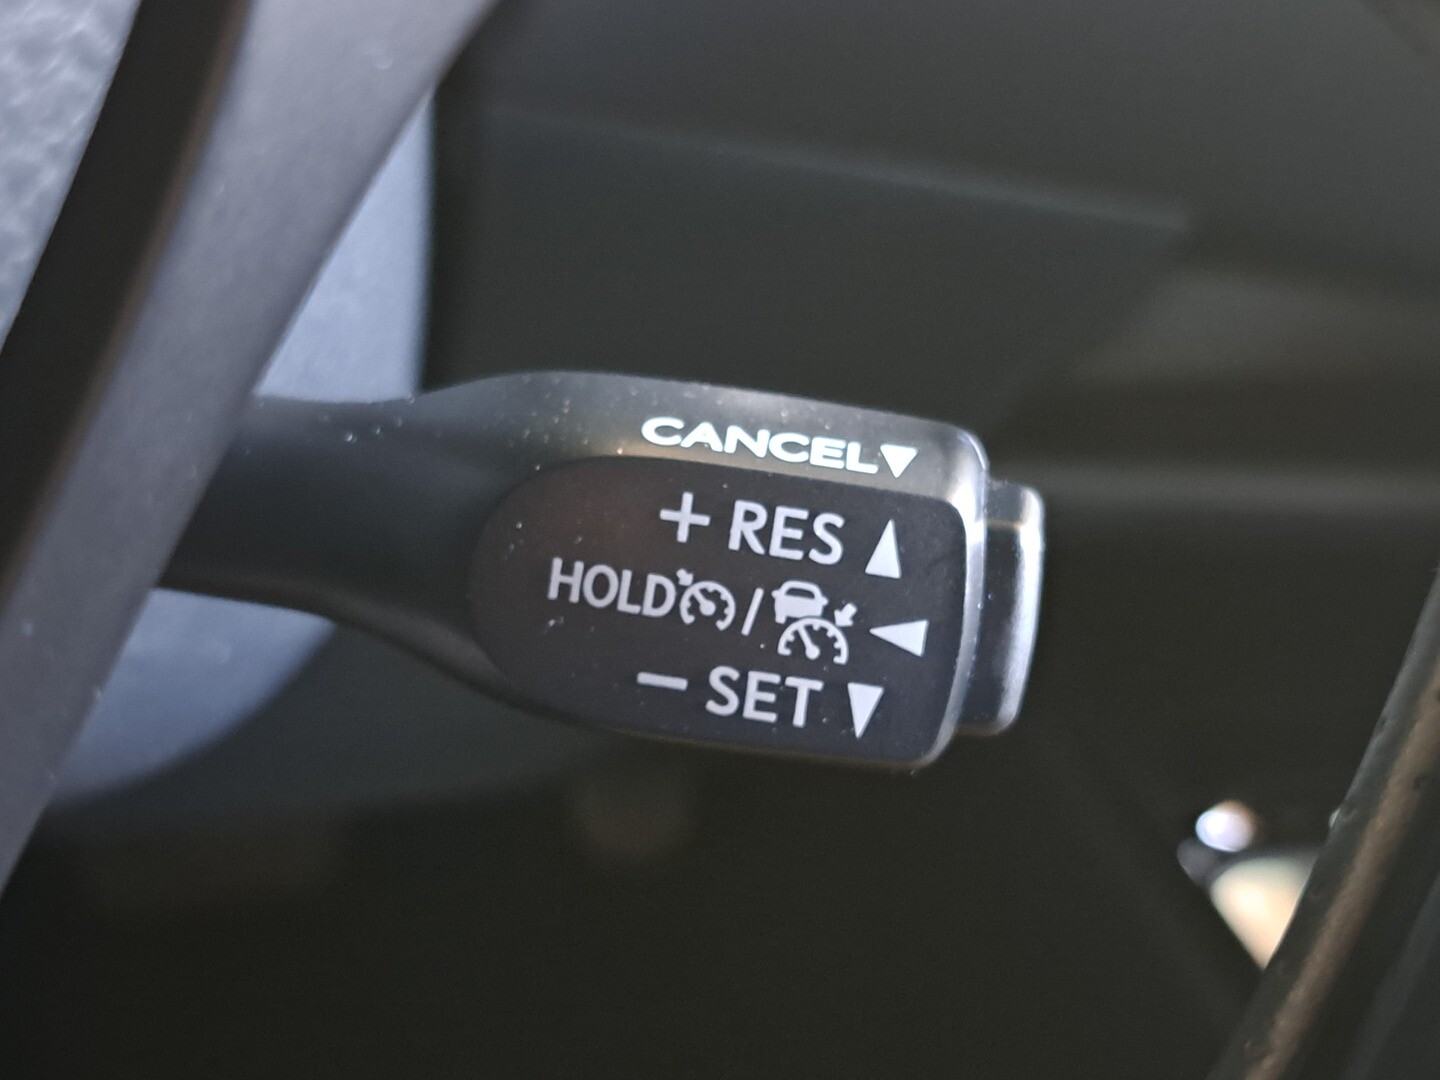 CANCEL▼
+ RES ▲
HOLD / ◀
− SET ▼